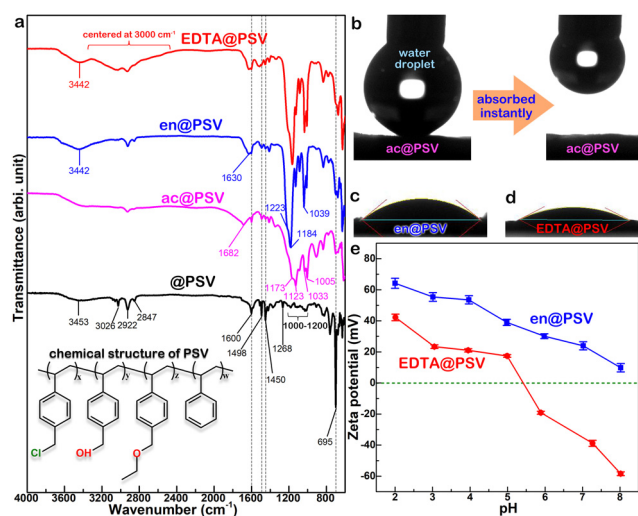 a
centered at 3000 cm⁻¹
EDTA@PSV
3442
en@PSV
3442
1630
1223
1184
1039
ac@PSV
1682
1173
1123
1033
1005
@PSV
3453
3026
2922
2847
1600
1498
1450
1268
1000-1200
695
chemical structure of PSV
x
y
z
w
Cl
OH
O
Transmittance (arbi. unit)
4000 3600 3200 2800 2400 2000 1600 1200 800
Wavenumber (cm⁻¹)
b
water
droplet
absorbed
instantly
ac@PSV
ac@PSV
c
en@PSV
d
EDTA@PSV
e
en@PSV
EDTA@PSV
Zeta potential (mV)
80
60
40
20
0
-20
-40
-60
2 3 4 5 6 7 8
pH